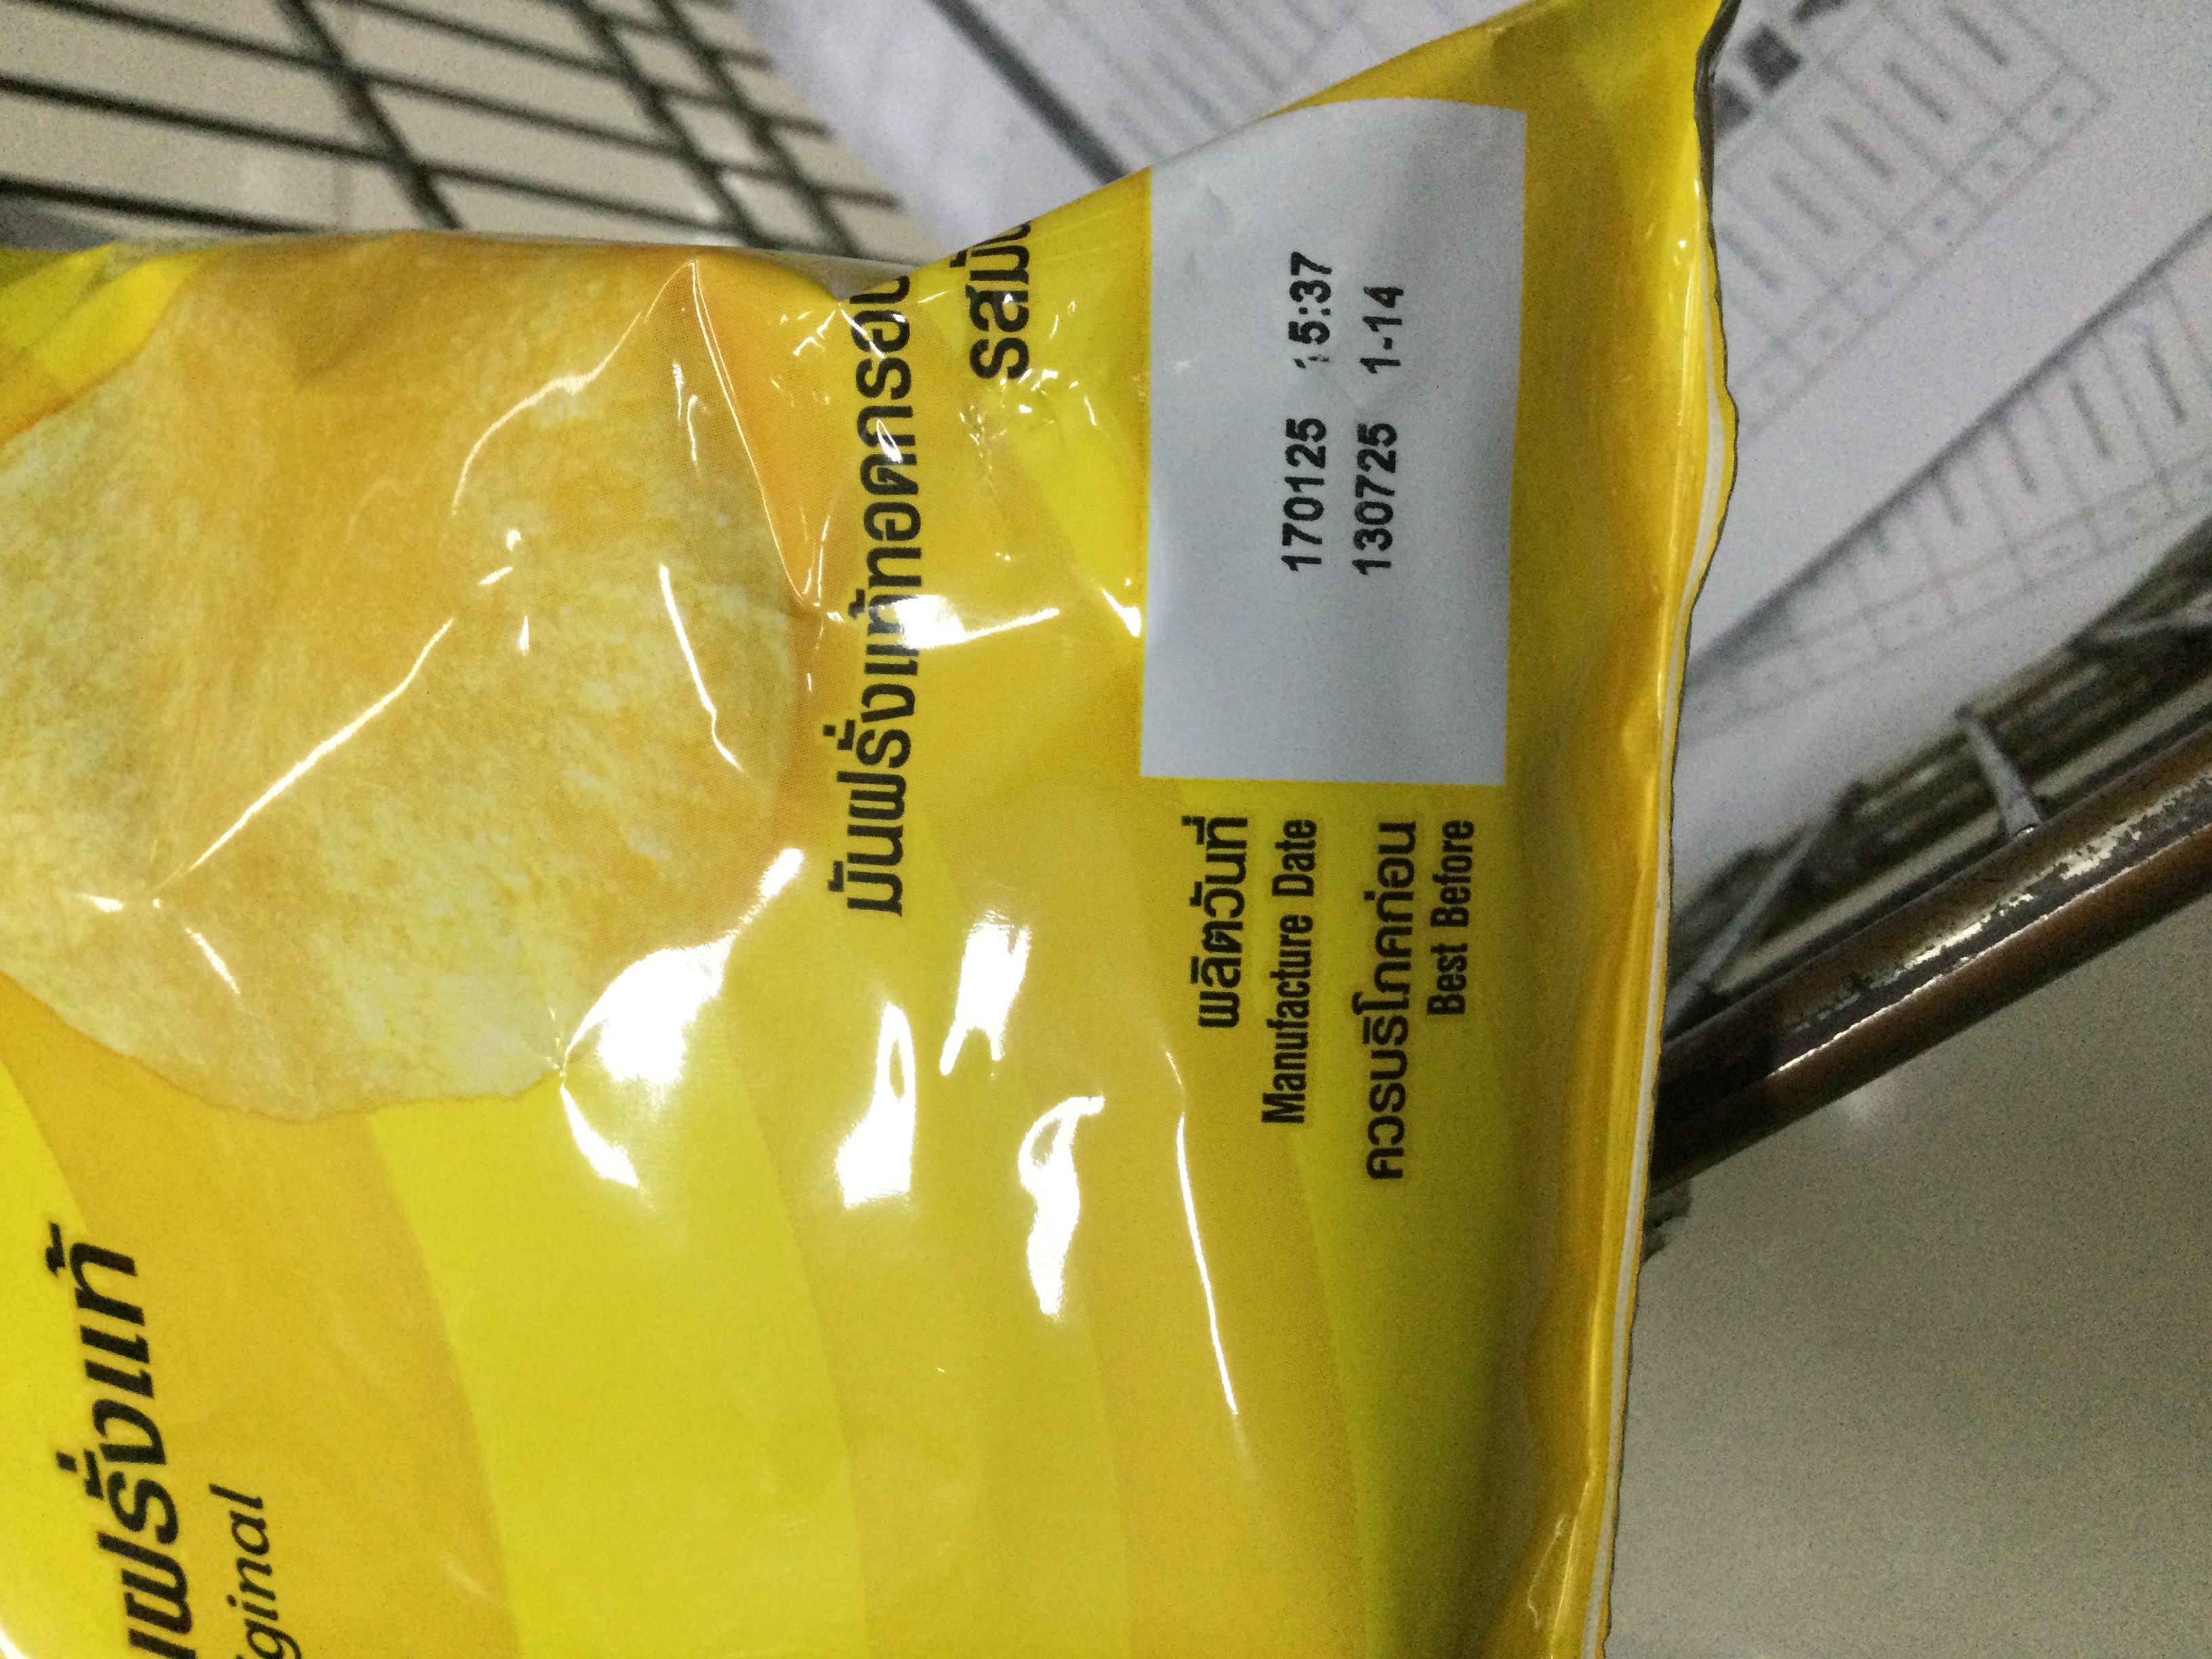 มันฝรั่งแท้
มันฝรั่งแท้ทอดกรอบ
รสมัน
170125 15:37
130725 1-14
ผลิตวันที่
Manufacture Date
ควรบริโภคก่อน
Best Before